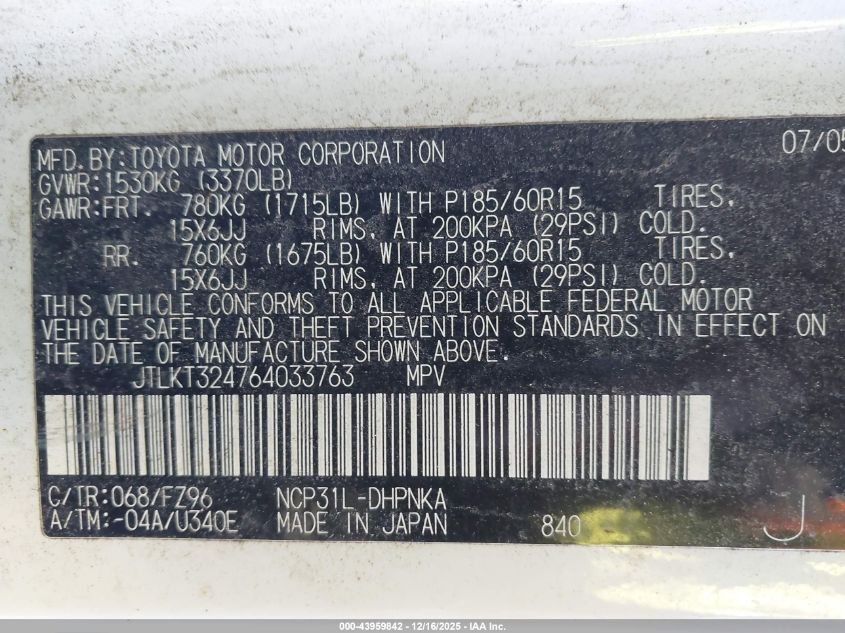 MFD. BY: TOYOTA MOTOR CORPORATION 07/05
GVWR: 1530KG (3370LB)
GAWR: FRT. 780KG (1715LB) WITH P185/60R15 TIRES,
15X6JJ RIMS, AT 200KPA (29PSI) COLD.
RR. 760KG (1675LB) WITH P185/60R15 TIRES,
15X6JJ RIMS, AT 200KPA (29PSI) COLD.
THIS VEHICLE CONFORMS TO ALL APPLICABLE FEDERAL MOTOR
VEHICLE SAFETY AND THEFT PREVENTION STANDARDS IN EFFECT ON
THE DATE OF MANUFACTURE SHOWN ABOVE.
JTLKT324764033763 MPV
C/TR: 068/FZ96 NCP31L-DHPNKA
A/TM: -04A/U340E MADE IN JAPAN 840 J
000-43959842 - 12/16/2025 - IAA Inc.